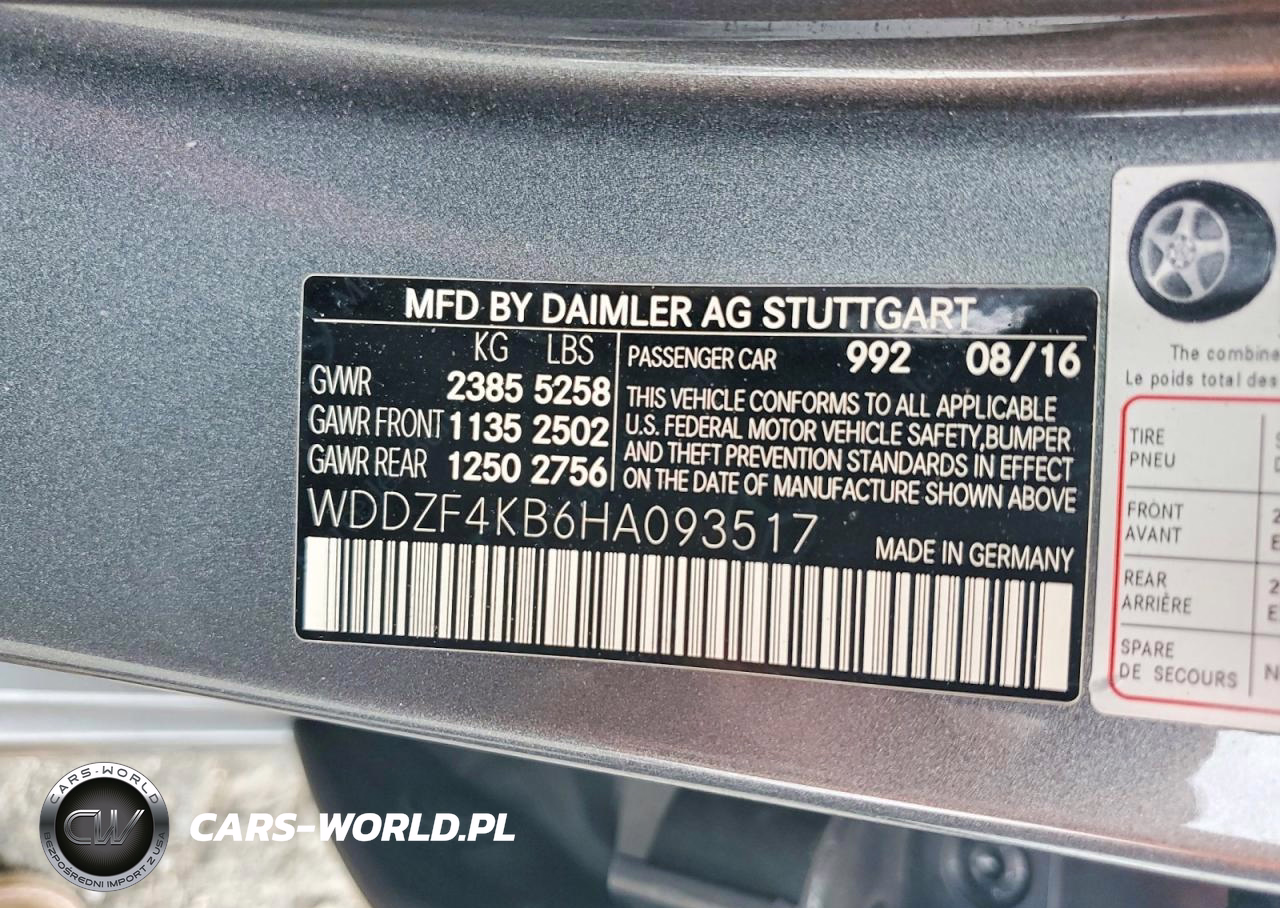 MFD BY DAIMLER AG STUTTGART
KG LBS
GVWR 2385 5258
GAWR FRONT 1135 2502
GAWR REAR 1250 2756
PASSENGER CAR 992 08/16
THIS VEHICLE CONFORMS TO ALL APPLICABLE
U.S. FEDERAL MOTOR VEHICLE SAFETY, BUMPER
AND THEFT PREVENTION STANDARDS IN EFFECT
ON THE DATE OF MANUFACTURE SHOWN ABOVE
WDDZF4KB6HA093517
MADE IN GERMANY
The combine
Le poids total des
TIRE
PNEU
FRONT
AVANT
REAR
ARRIÈRE
SPARE
DE SECOURS
CARS-WORLD
CW
BEZPOŚREDNI IMPORT Z USA
CARS-WORLD.PL